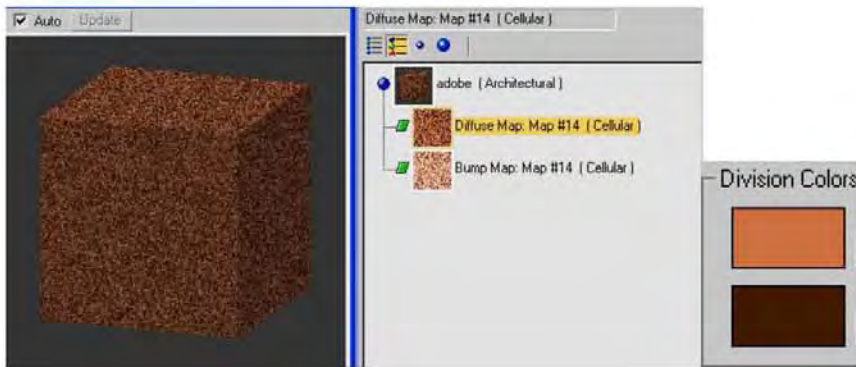 Auto Update
Diffuse Map: Map #14 ( Cellular )
adobe ( Architectural )
Diffuse Map: Map #14 ( Cellular )
Bump Map: Map #14 ( Cellular )
Division Colors